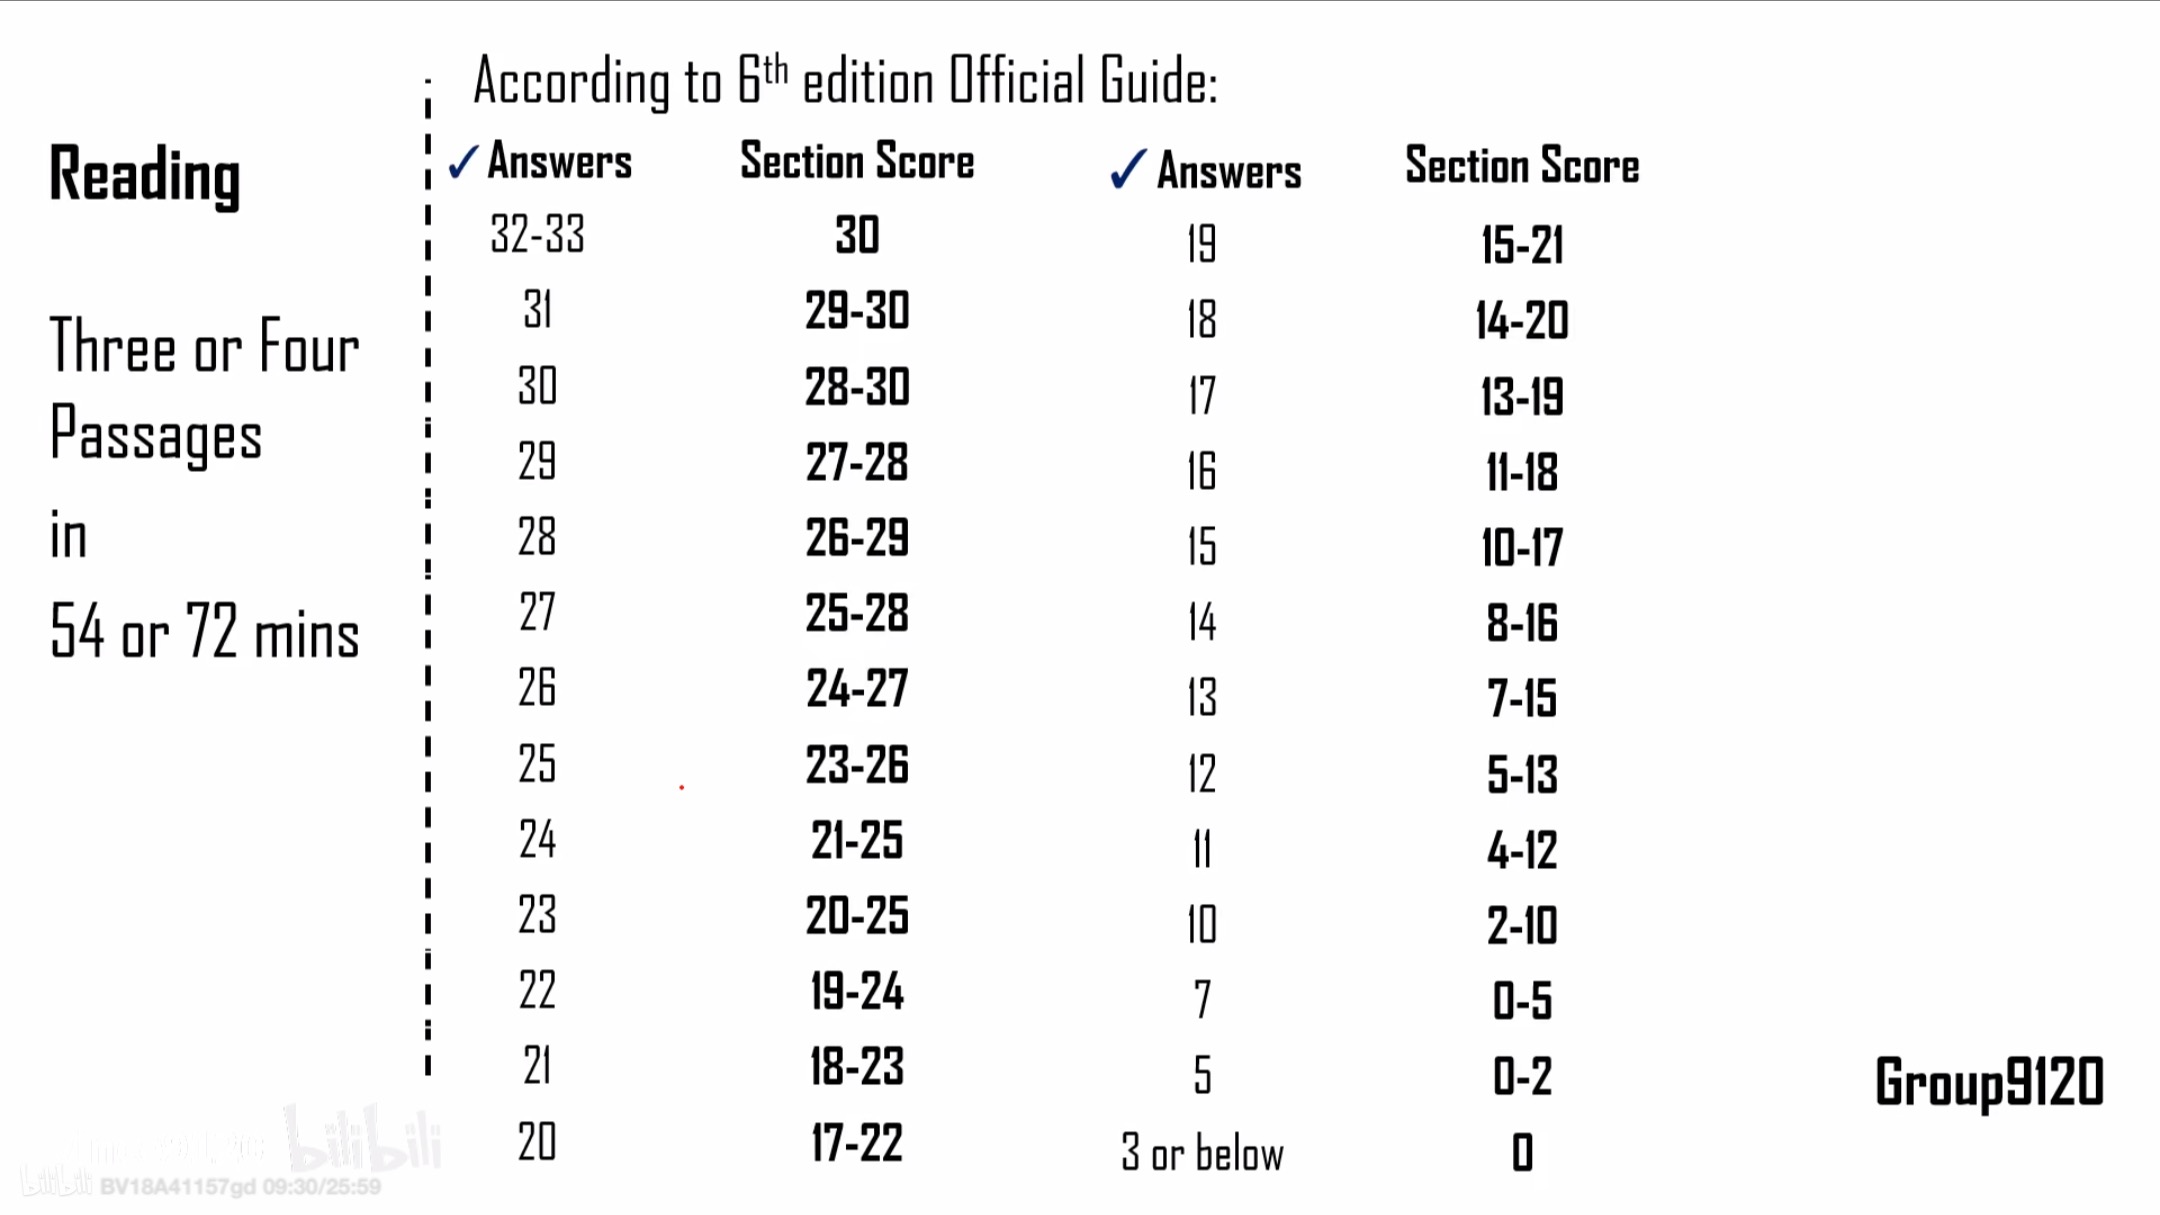 According to 6th edition Official Guide:
Reading
Three or Four
Passages
in
54 or 72 mins
✓ Answers Section Score ✓ Answers Section Score
32-33 30 19 15-21
31 29-30 18 14-20
30 28-30 17 13-19
29 27-28 16 11-18
28 26-29 15 10-17
27 25-28 14 8-16
26 24-27 13 7-15
25 23-26 12 5-13
24 21-25 11 4-12
23 20-25 10 2-10
22 19-24 7 0-5
21 18-23 5 0-2
20 17-22 3 or below 0
Group9120
bilibili
bilibili BV18A41157gd 09:30/25:59